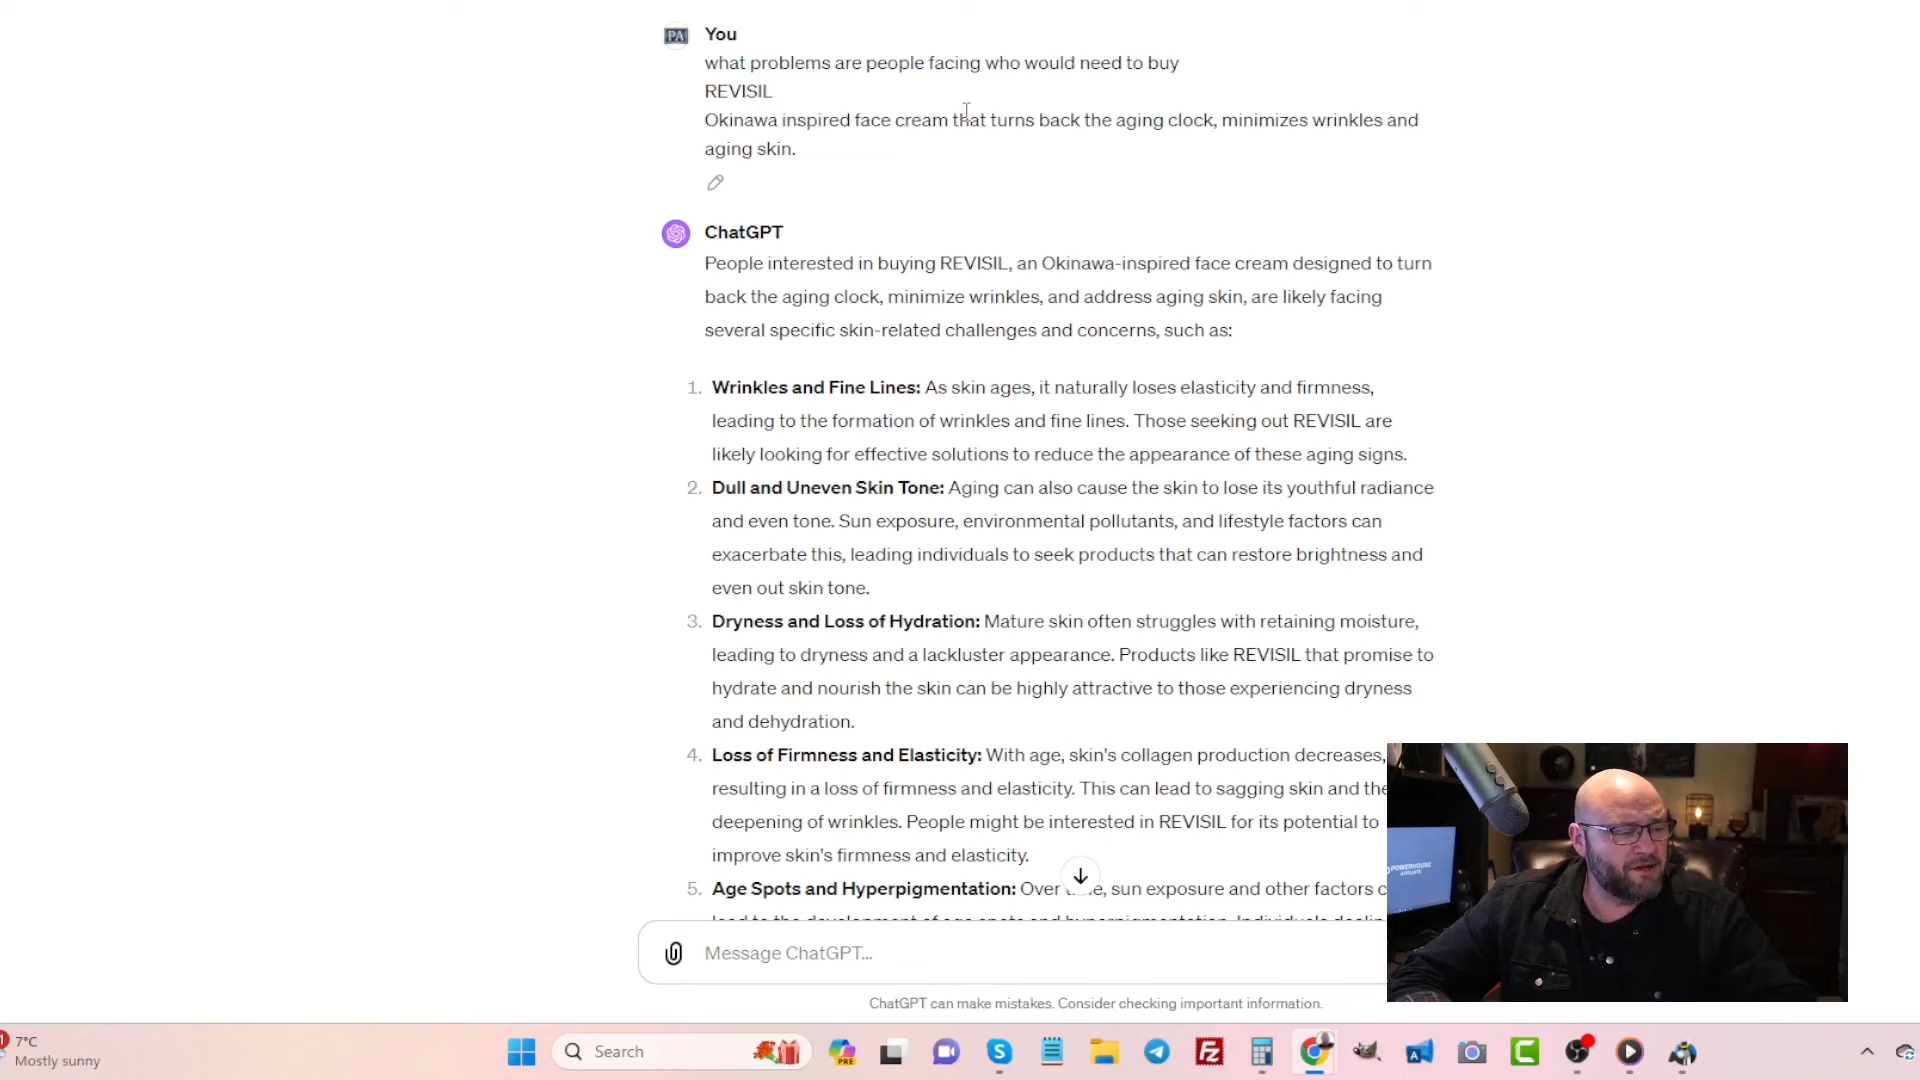 PA
You
what problems are people facing who would need to buy
REVISIL
Okinawa inspired face cream that turns back the aging clock, minimizes wrinkles and
aging skin.
ChatGPT
People interested in buying REVISIL, an Okinawa-inspired face cream designed to turn
back the aging clock, minimize wrinkles, and address aging skin, are likely facing
several specific skin-related challenges and concerns, such as:
1. Wrinkles and Fine Lines: As skin ages, it naturally loses elasticity and firmness,
leading to the formation of wrinkles and fine lines. Those seeking out REVISIL are
likely looking for effective solutions to reduce the appearance of these aging signs.
2. Dull and Uneven Skin Tone: Aging can also cause the skin to lose its youthful radiance
and even tone. Sun exposure, environmental pollutants, and lifestyle factors can
exacerbate this, leading individuals to seek products that can restore brightness and
even out skin tone.
3. Dryness and Loss of Hydration: Mature skin often struggles with retaining moisture,
leading to dryness and a lackluster appearance. Products like REVISIL that promise to
hydrate and nourish the skin can be highly attractive to those experiencing dryness
and dehydration.
4. Loss of Firmness and Elasticity: With age, skin's collagen production decreases,
resulting in a loss of firmness and elasticity. This can lead to sagging skin and the
deepening of wrinkles. People might be interested in REVISIL for its potential to
improve skin's firmness and elasticity.
5. Age Spots and Hyperpigmentation: Over , sun exposure and other factors
POWERHOUSE
AFFILIATE
Message ChatGPT...
ChatGPT can make mistakes. Consider checking important information.
7°C
Mostly sunny
Search
PRE